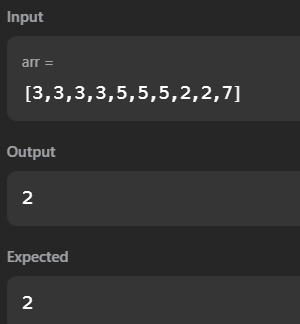 Input
arr =
[3,3,3,3,5,5,5,2,2,7]
Output
2
Expected
2